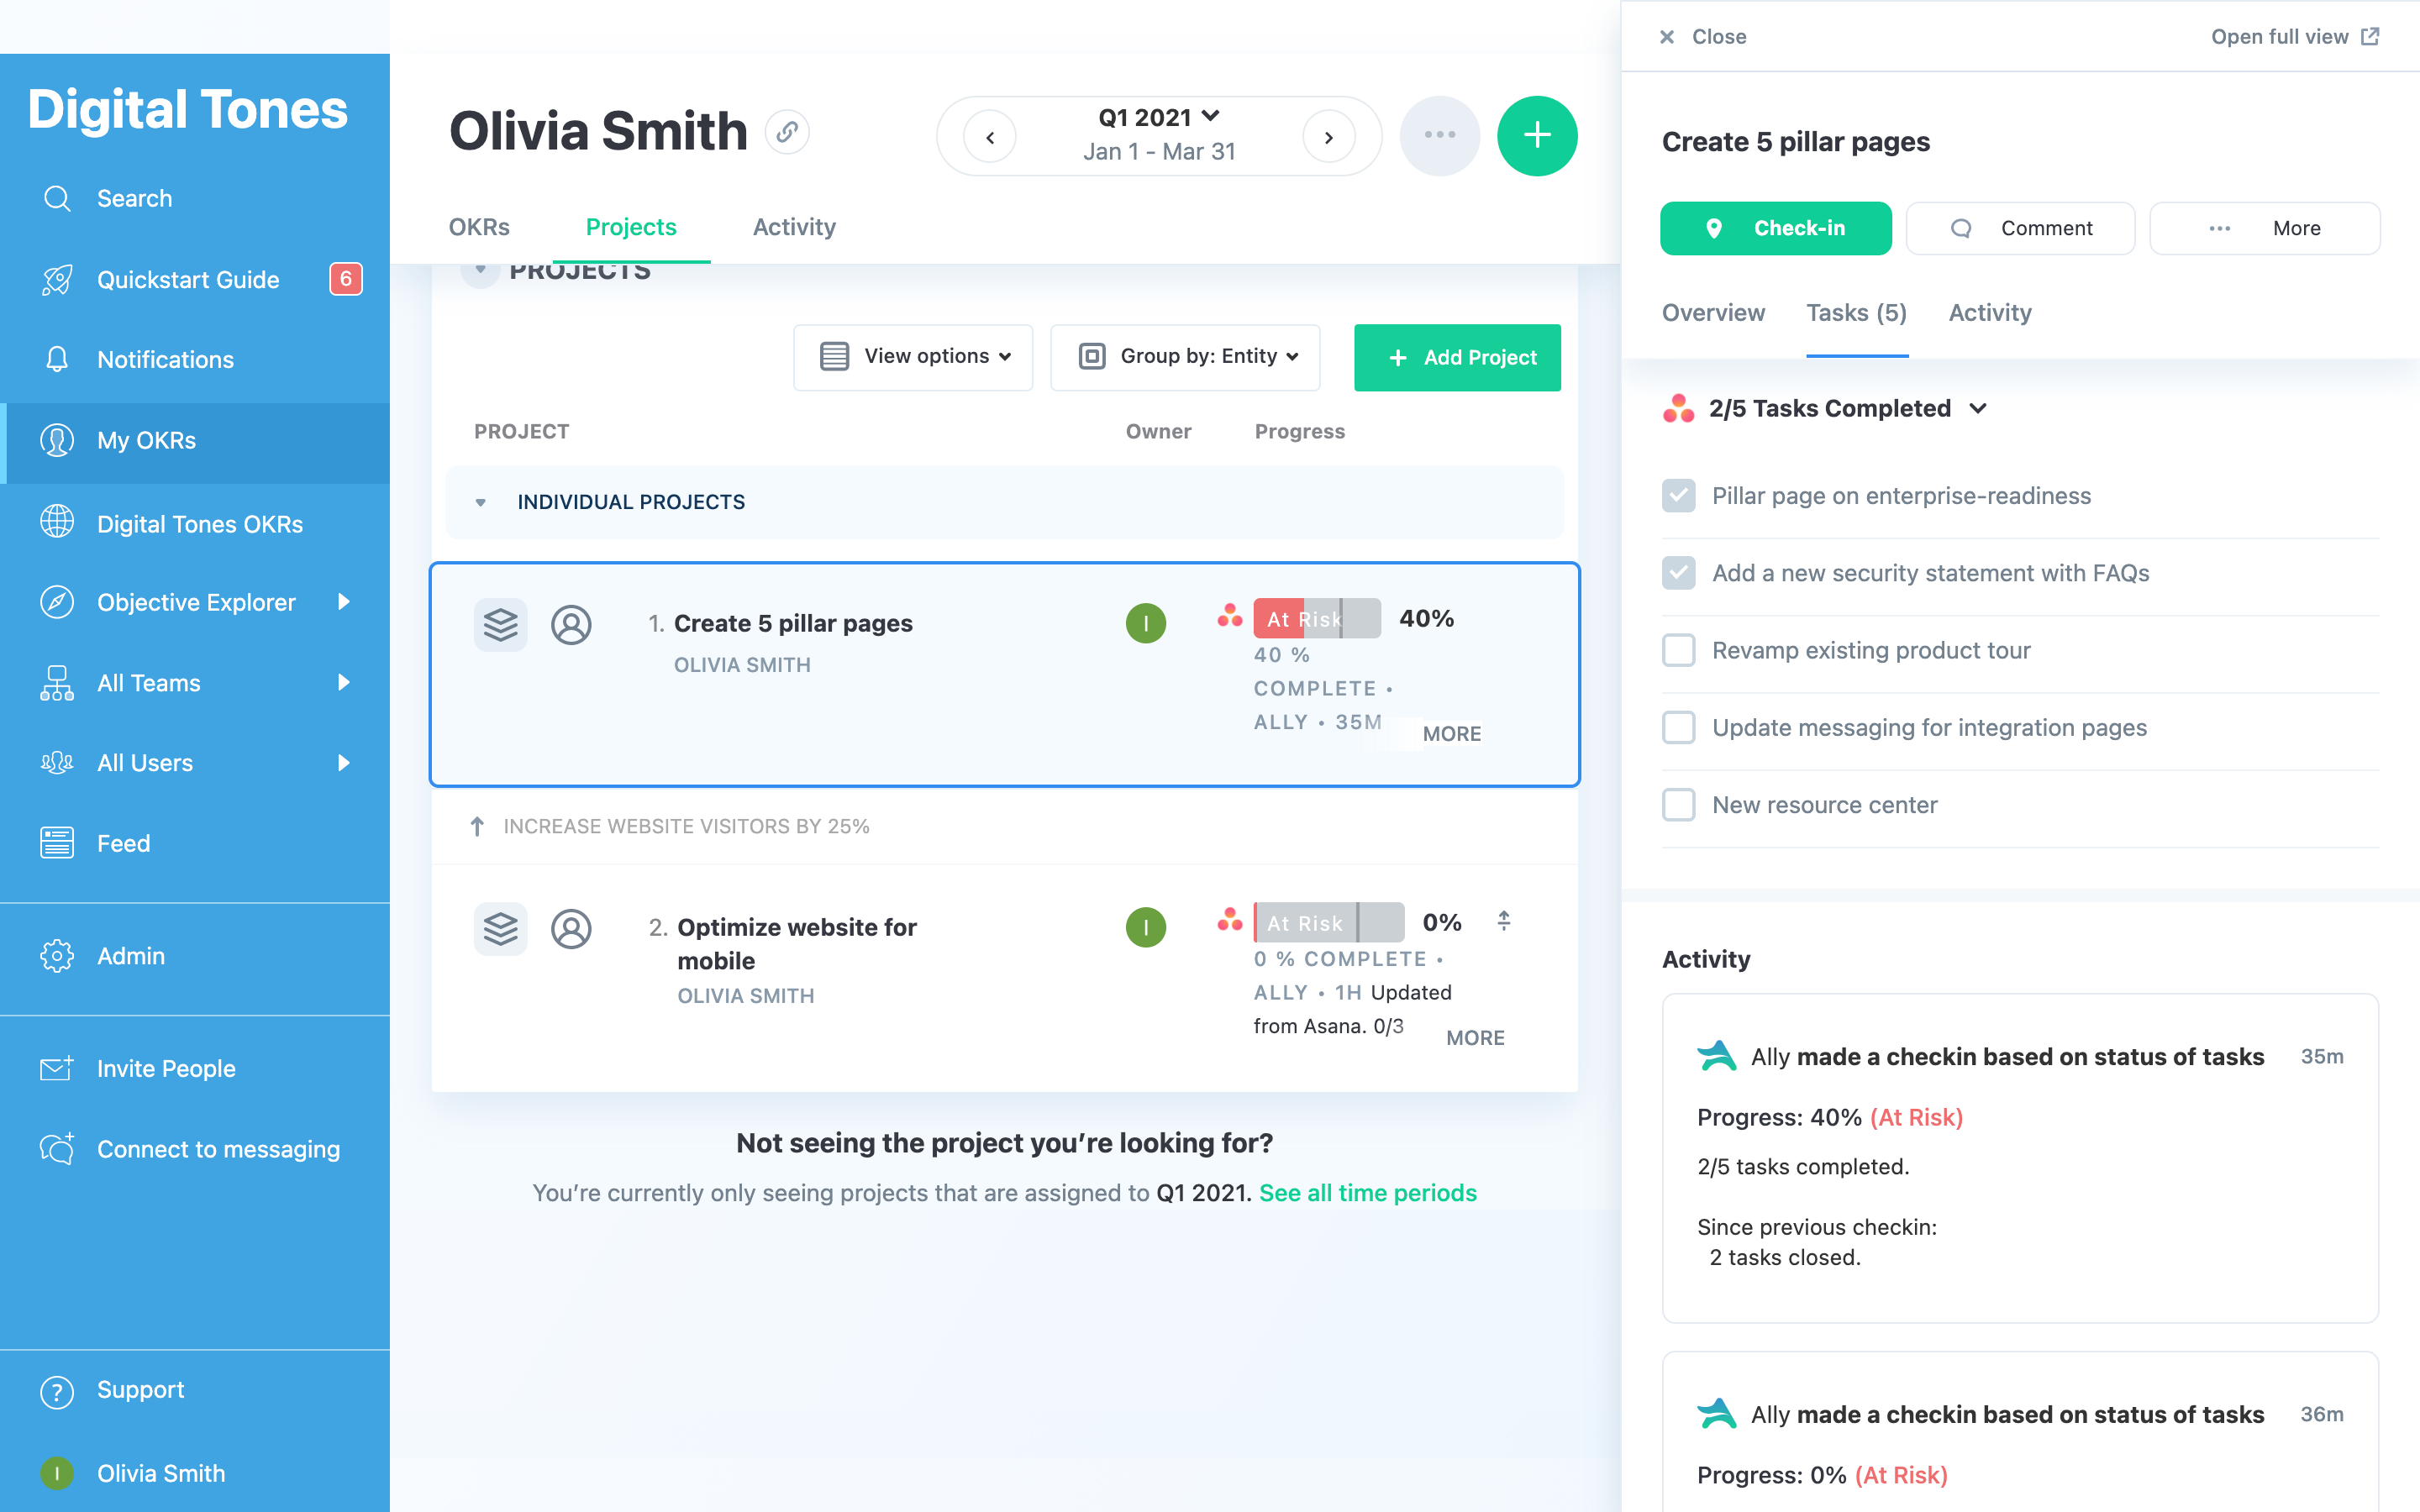 Digital Tones
Search
Quickstart Guide 6
Notifications
My OKRs
Digital Tones OKRs
Objective Explorer
All Teams
All Users
Feed
Admin
Invite People
Connect to messaging
Support
I Olivia Smith
Olivia Smith
Q1 2021
Jan 1 - Mar 31
OKRs Projects Activity
PROJECTS
View options Group by: Entity + Add Project
PROJECT Owner Progress
INDIVIDUAL PROJECTS
1. Create 5 pillar pages
OLIVIA SMITH
I
At Risk 40%
40 %
COMPLETE •
ALLY • 35M
MORE
INCREASE WEBSITE VISITORS BY 25%
2. Optimize website for
mobile
OLIVIA SMITH
I
At Risk 0%
0 % COMPLETE •
ALLY • 1H Updated
from Asana. 0/3
MORE
Not seeing the project you’re looking for?
You’re currently only seeing projects that are assigned to Q1 2021. See all time periods
Close Open full view
Create 5 pillar pages
Check-in Comment More
Overview Tasks (5) Activity
2/5 Tasks Completed
Pillar page on enterprise-readiness
Add a new security statement with FAQs
Revamp existing product tour
Update messaging for integration pages
New resource center
Activity
Ally made a checkin based on status of tasks 35m
Progress: 40% (At Risk)
2/5 tasks completed.
Since previous checkin:
2 tasks closed.
Ally made a checkin based on status of tasks 36m
Progress: 0% (At Risk)